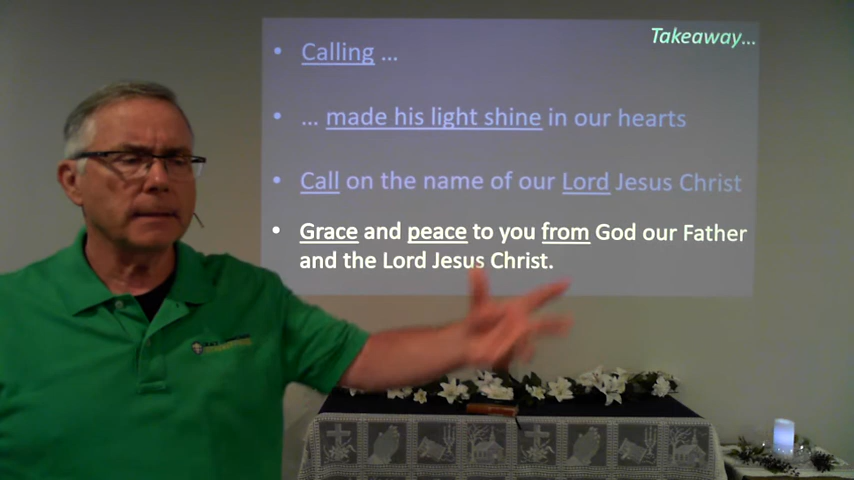 Takeaway...
• Calling ...
• ... made his light shine in our hearts
• Call on the name of our Lord Jesus Christ
• Grace and peace to you from God our Father
and the Lord Jesus Christ.